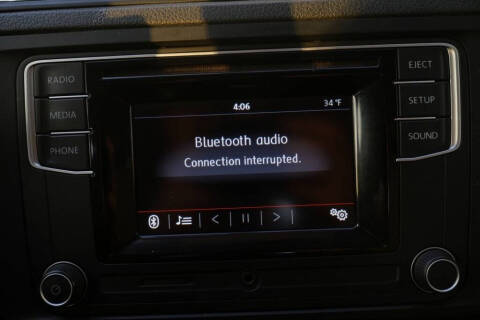 RADIO
MEDIA
PHONE
EJECT
SETUP
SOUND
4:06
34 °F
Bluetooth audio
Connection interrupted.